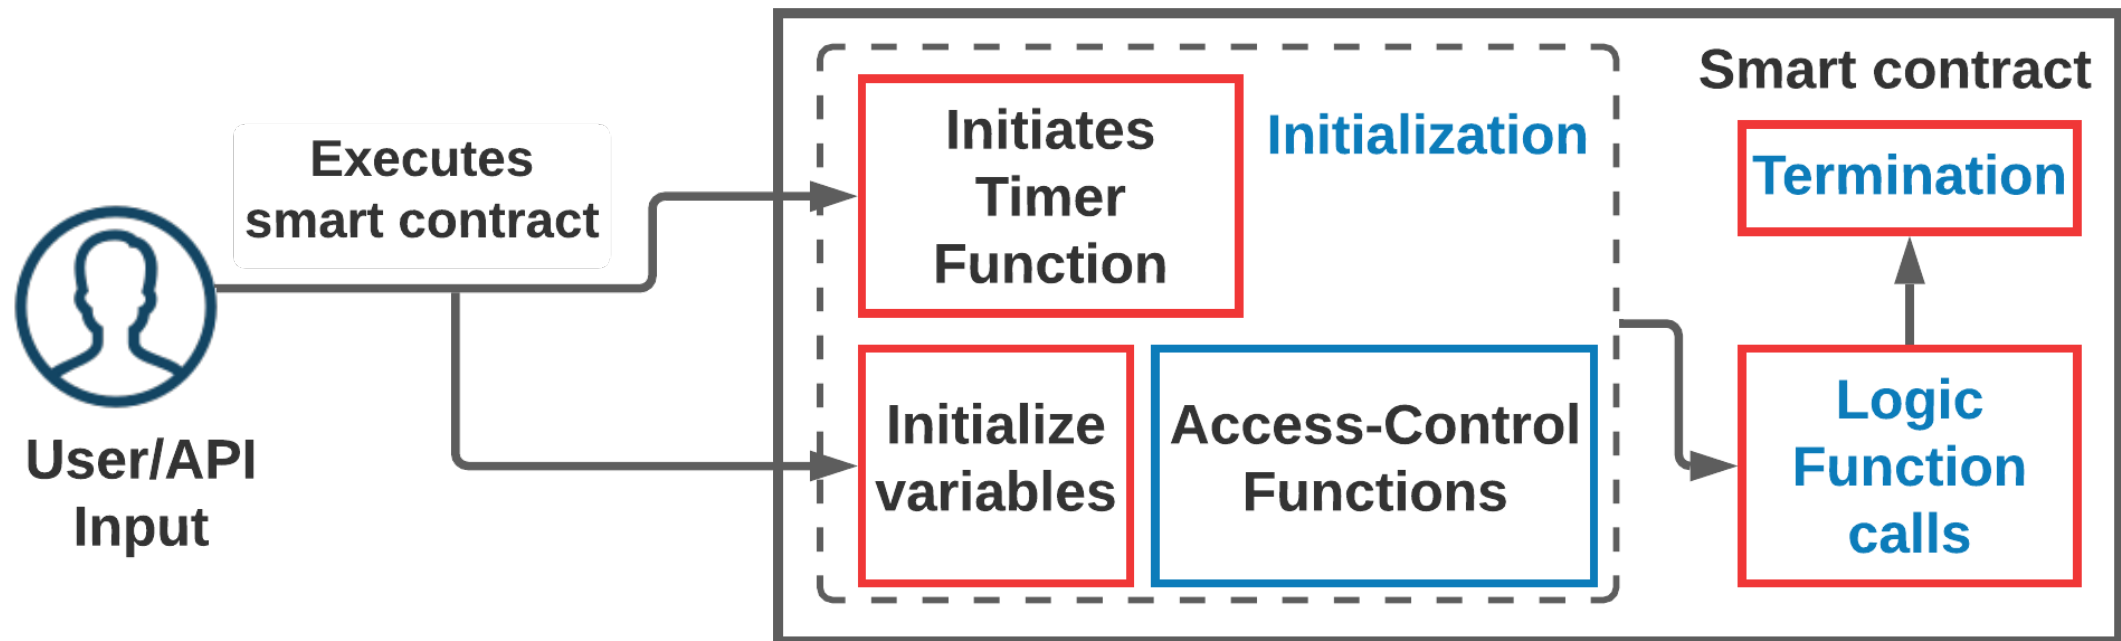 Executes
smart contract
User/API
Input
Initiates
Timer
Function
Initialization
Initialize
variables
Access-Control
Functions
Smart contract
Termination
Logic
Function
calls